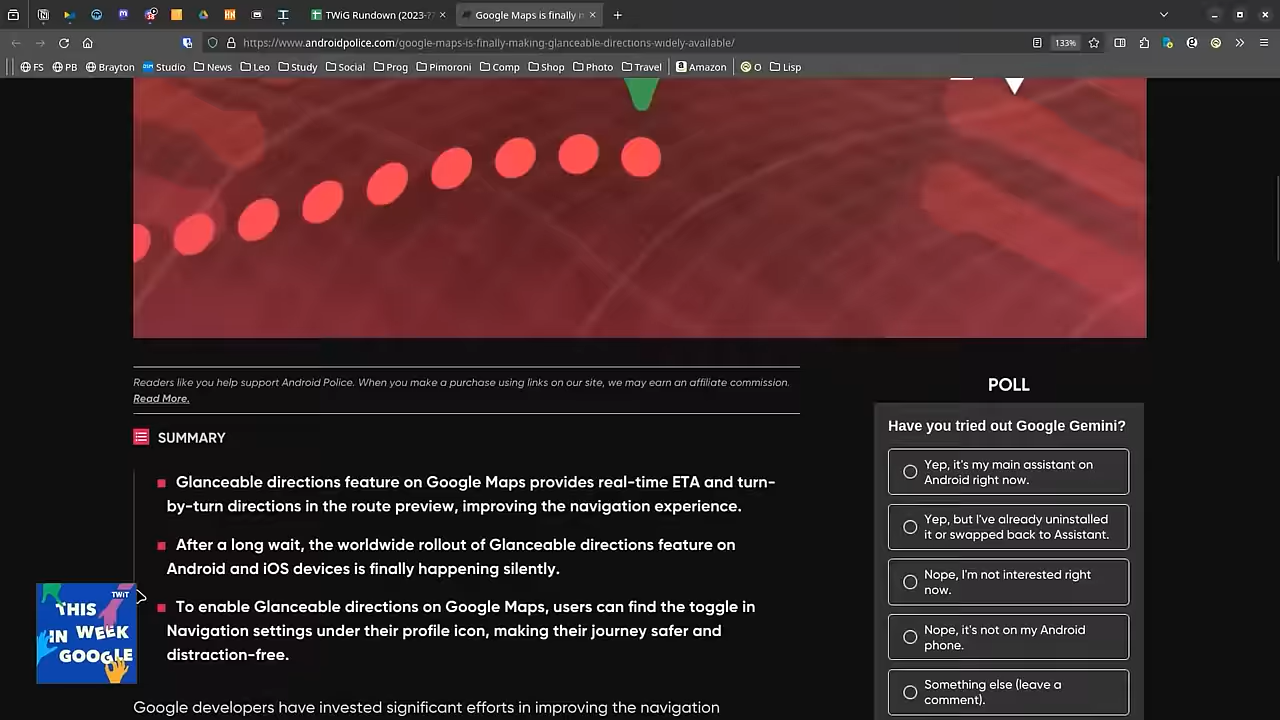 TWiG Rundown (2023-??
Google Maps is finally m
https://www.androidpolice.com/google-maps-is-finally-making-glanceable-directions-widely-available/
133%
FS PB Brayton DSM Studio News Leo Study Social Prog Pimoroni Comp Shop Photo Travel Amazon O Lisp
Readers like you help support Android Police. When you make a purchase using links on our site, we may earn an affiliate commission.
Read More.
SUMMARY
Glanceable directions feature on Google Maps provides real-time ETA and turn-
by-turn directions in the route preview, improving the navigation experience.
After a long wait, the worldwide rollout of Glanceable directions feature on
Android and iOS devices is finally happening silently.
To enable Glanceable directions on Google Maps, users can find the toggle in
Navigation settings under their profile icon, making their journey safer and
distraction-free.
Google developers have invested significant efforts in improving the navigation
POLL
Have you tried out Google Gemini?
Yep, it's my main assistant on
Android right now.
Yep, but I've already uninstalled
it or swapped back to Assistant.
Nope, I'm not interested right
now.
Nope, it's not on my Android
phone.
Something else (leave a
comment).
TWiT
THIS
IN WEEK
GOOGLE